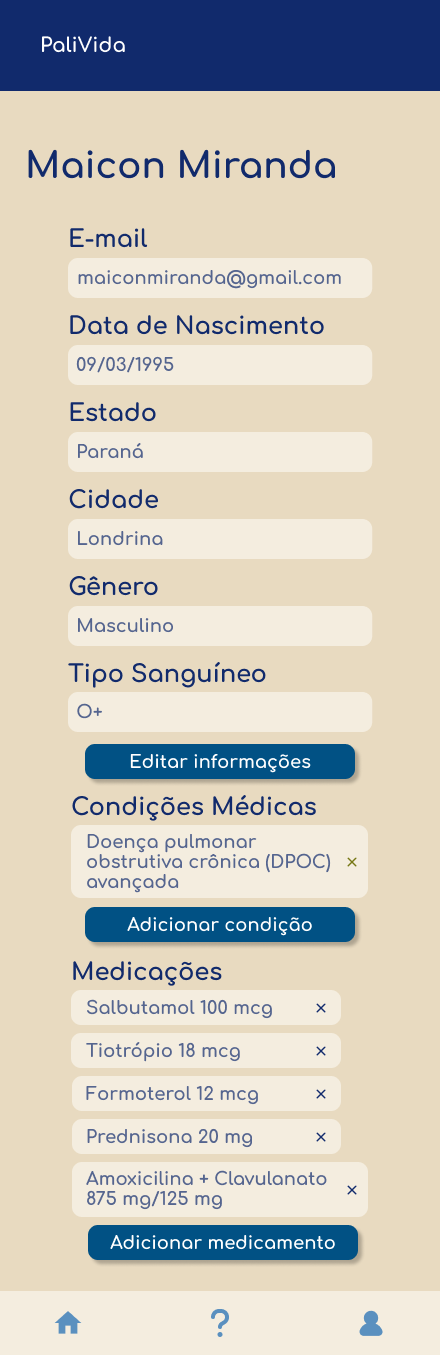 PaliVida
Maicon Miranda
E-mail
maiconmiranda@gmail.com
Data de Nascimento
09/03/1995
Estado
Paraná
Cidade
Londrina
Gênero
Masculino
Tipo Sanguíneo
O+
Editar informações
Condições Médicas
Doença pulmonar
obstrutiva crônica (DPOC)
avançada
Adicionar condição
Medicações
Salbutamol 100 mcg
Tiotrópio 18 mcg
Formoterol 12 mcg
Prednisona 20 mg
Amoxicilina + Clavulanato
875 mg/125 mg
Adicionar medicamento